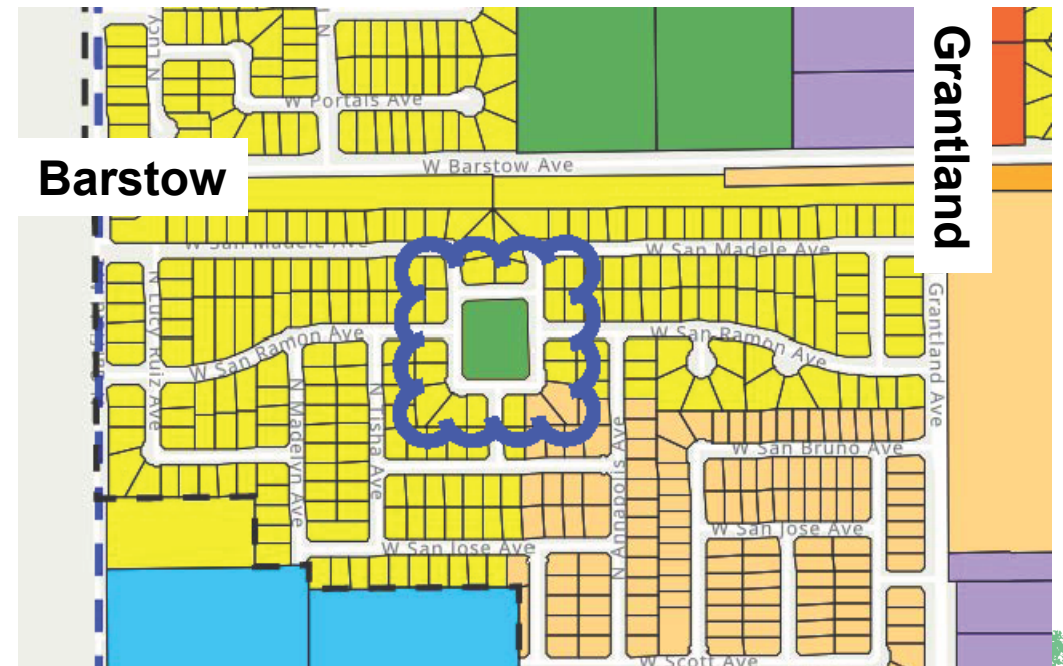 N Lucy
N
W Portals Ave
Grantland
Barstow
W Barstow Ave
W San Madele Ave
W San Madele Ave
N Lucy Ruiz Ave
Grantland Ave
W San Ramon Ave
W San Ramon Ave
N Madelyn Ave
N Trisha Ave
N Annapolis Ave
W San Bruno Ave
W San Jose Ave
W San Jose Ave
W Scott Ave